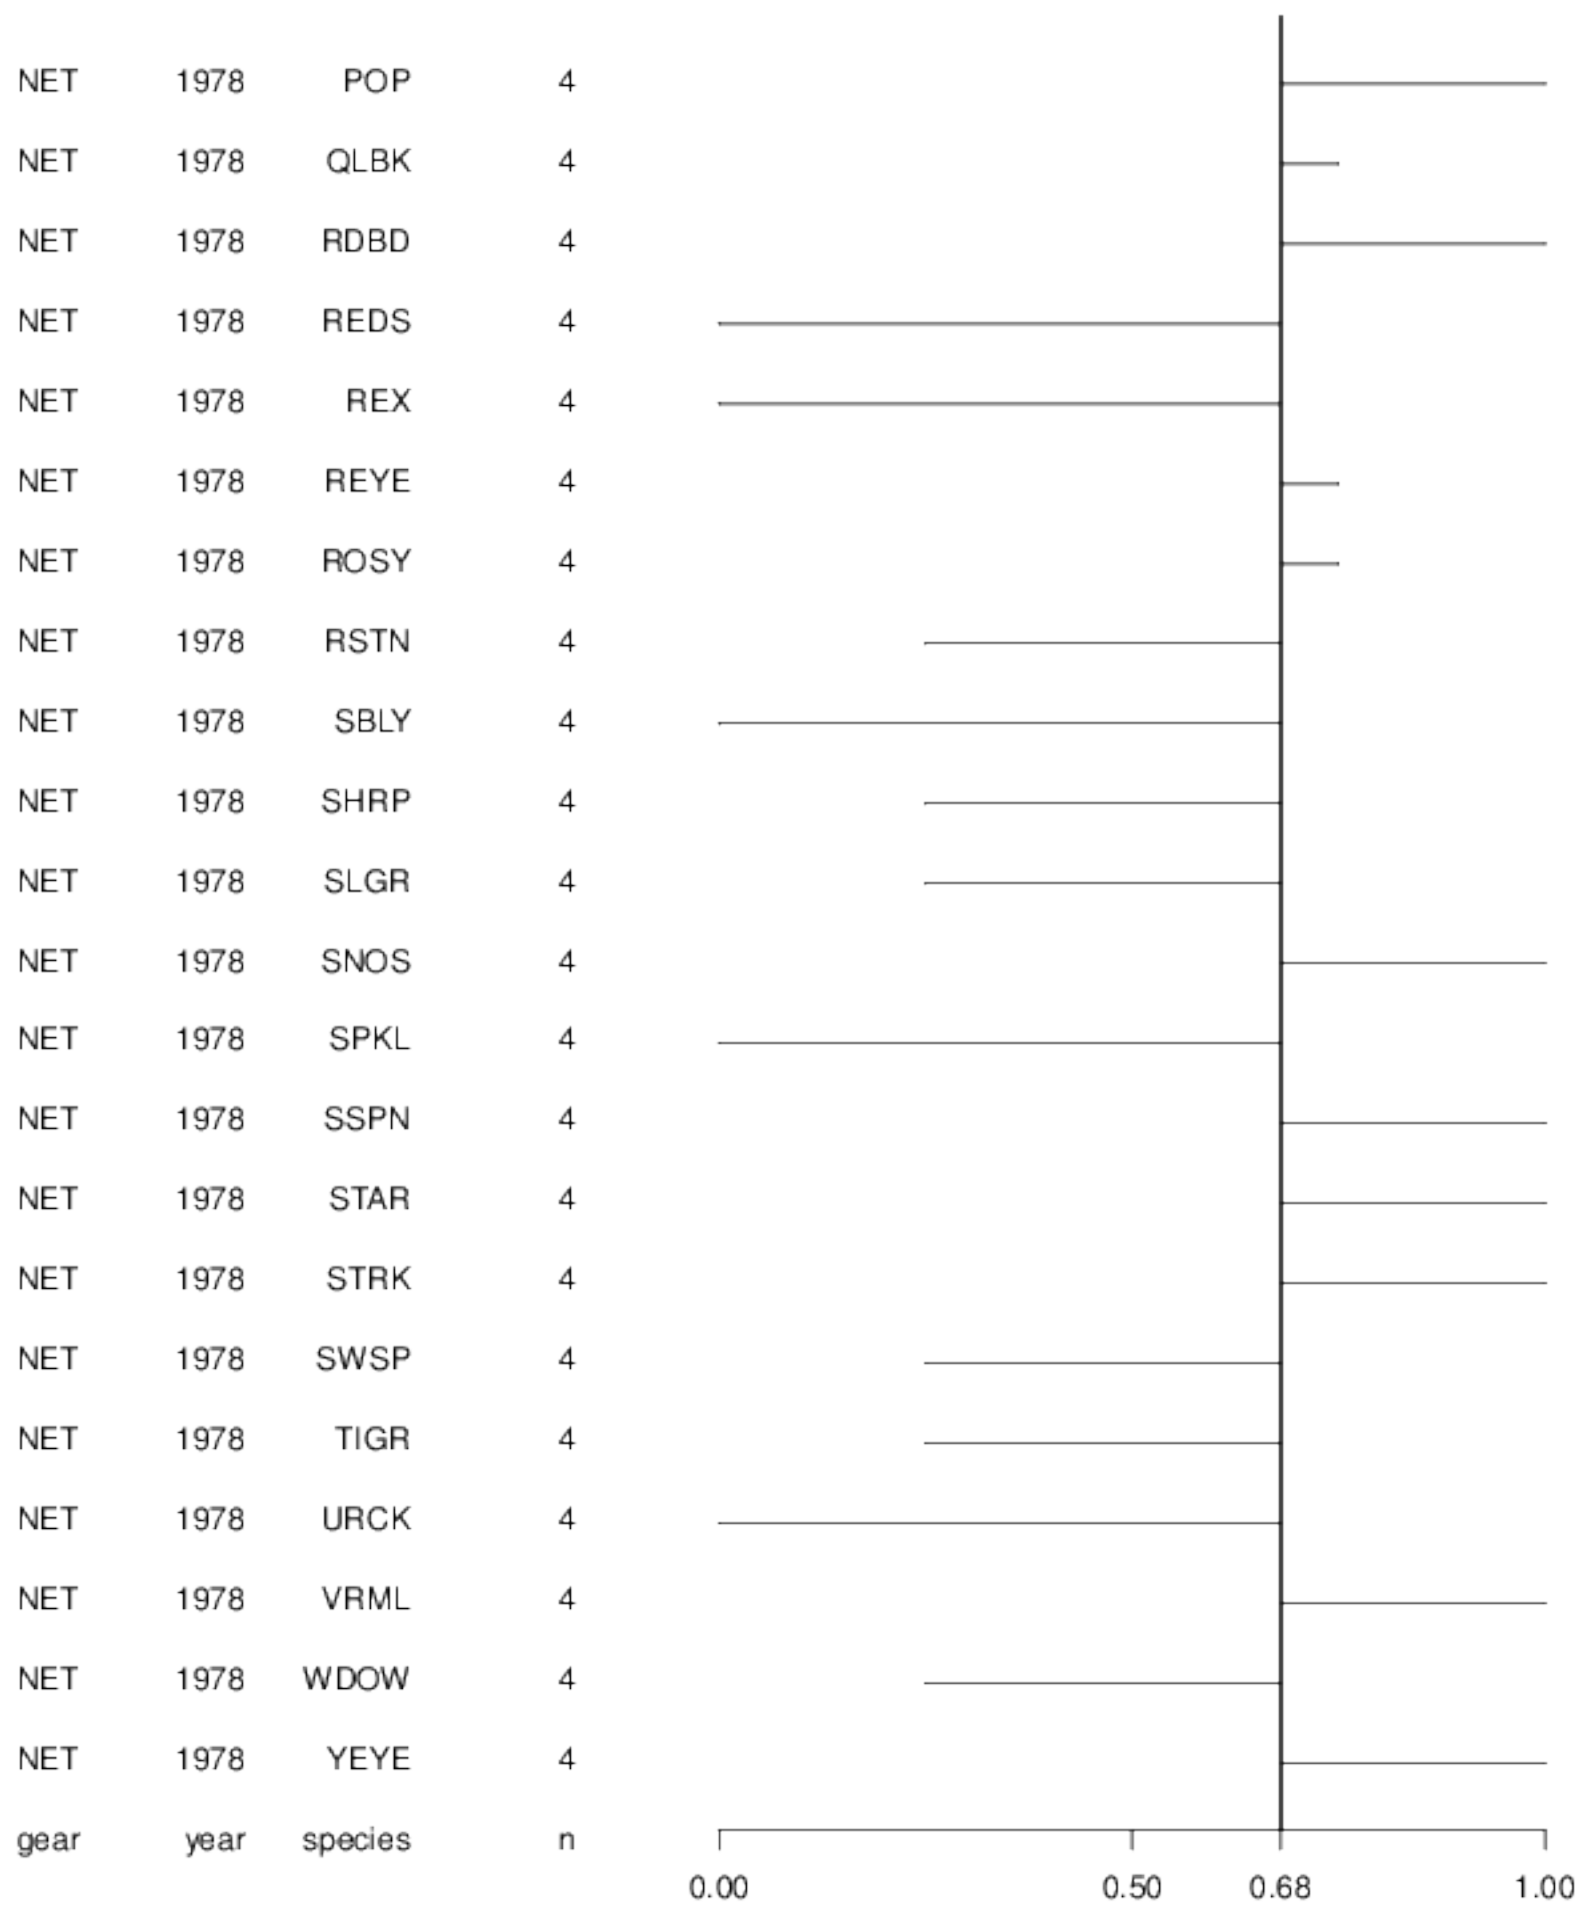 NET 1978 POP 4
NET 1978 QLBK 4
NET 1978 RDBD 4
NET 1978 REDS 4
NET 1978 REX 4
NET 1978 REYE 4
NET 1978 ROSY 4
NET 1978 RSTN 4
NET 1978 SBLY 4
NET 1978 SHRP 4
NET 1978 SLGR 4
NET 1978 SNOS 4
NET 1978 SPKL 4
NET 1978 SSPN 4
NET 1978 STAR 4
NET 1978 STRK 4
NET 1978 SWSP 4
NET 1978 TIGR 4
NET 1978 URCK 4
NET 1978 VRML 4
NET 1978 WDOW 4
NET 1978 YEYE 4
gear year species n
0.00 0.50 0.68 1.00